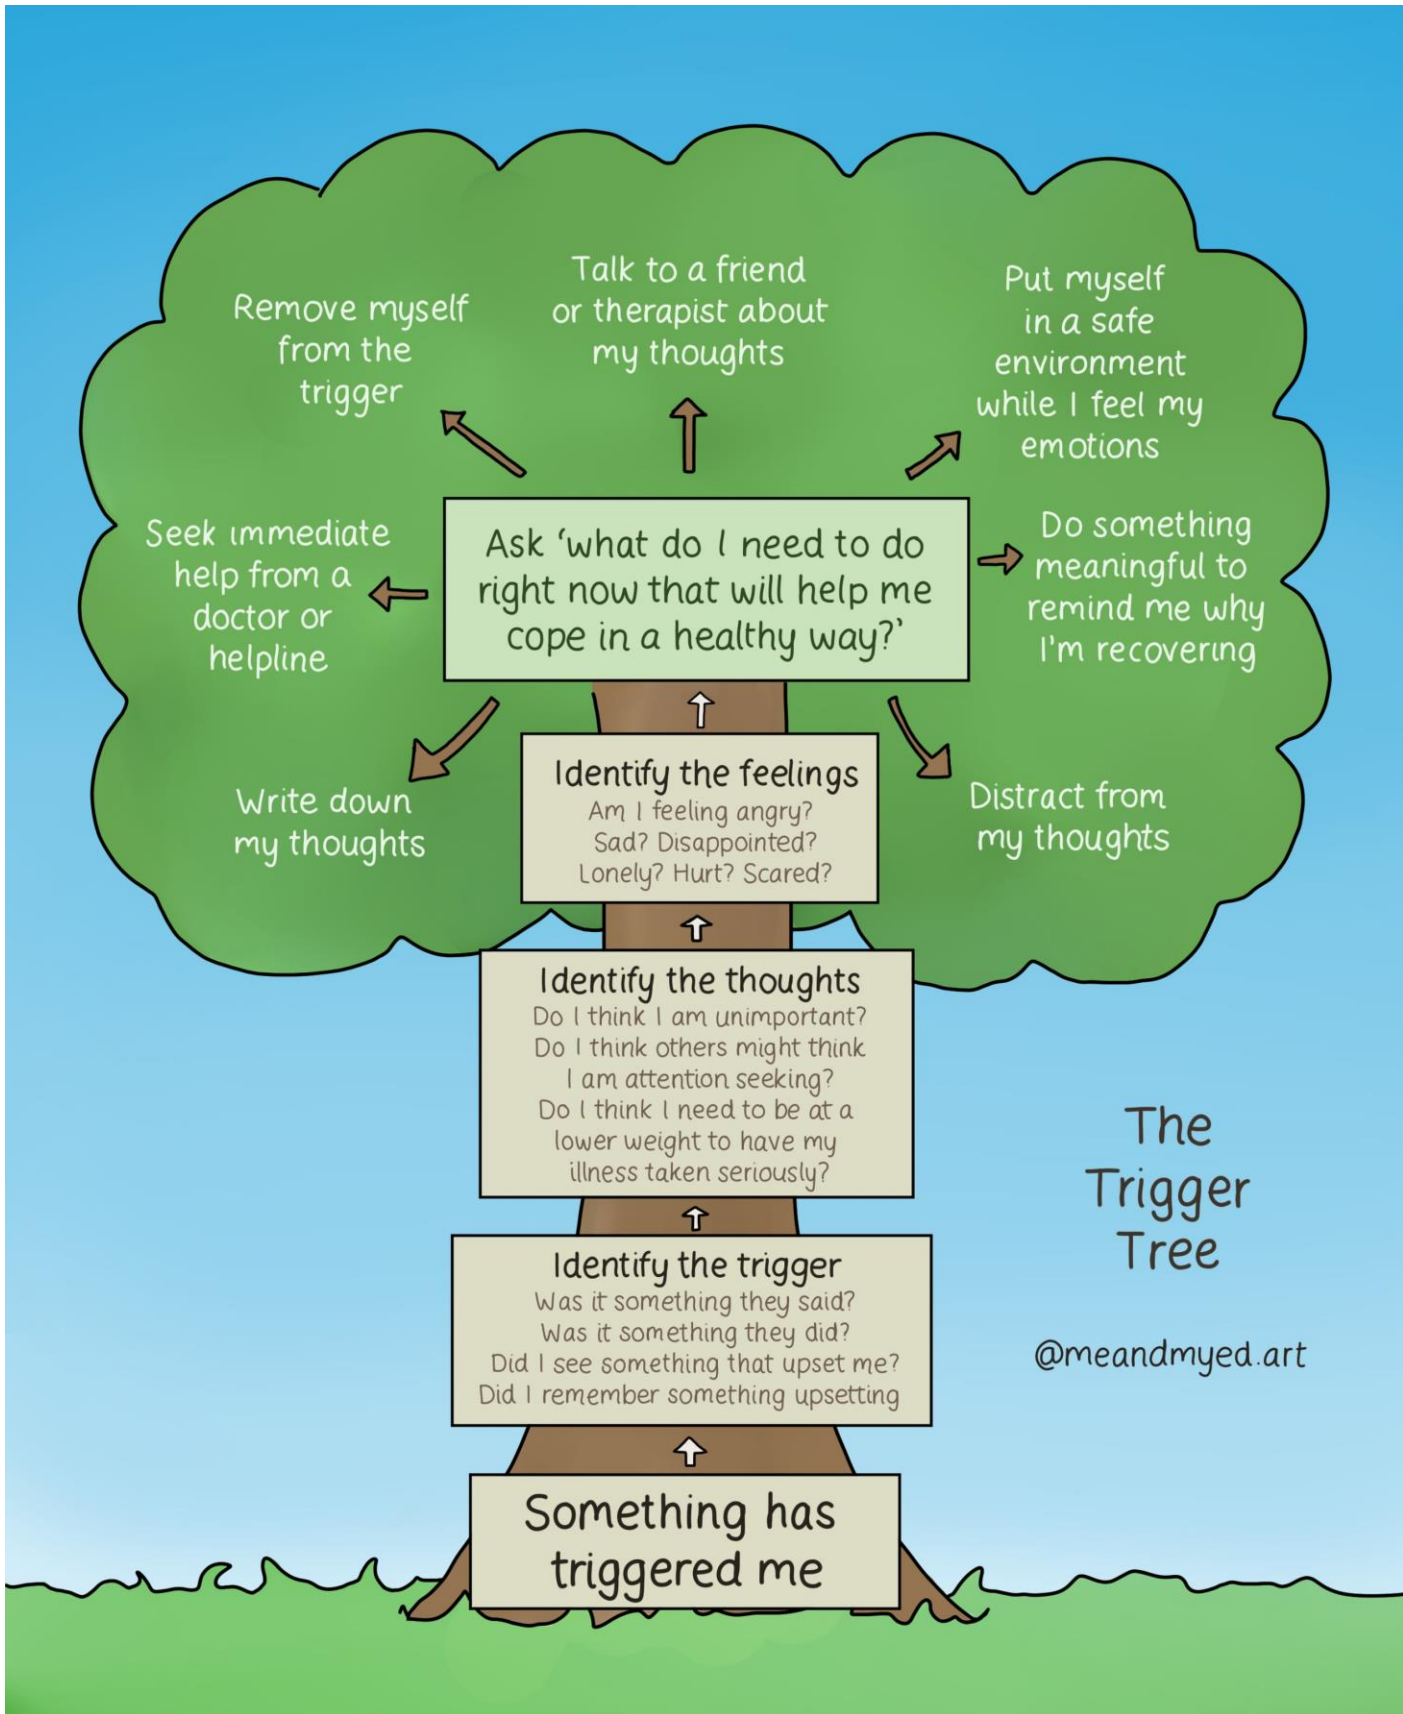 Talk to a friend
or therapist about
my thoughts
Remove myself
from the
trigger
Put myself
in a safe
environment
while I feel my
emotions
Seek immediate
help from a
doctor or
helpline
Ask ‘what do I need to do
right now that will help me
cope in a healthy way?’
Do something
meaningful to
remind me why
I'm recovering
Write down
my thoughts
Distract from
my thoughts
Identify the feelings
Am I feeling angry?
Sad? Disappointed?
Lonely? Hurt? Scared?
Identify the thoughts
Do I think I am unimportant?
Do I think others might think
I am attention seeking?
Do I think I need to be at a
lower weight to have my
illness taken seriously?
Identify the trigger
Was it something they said?
Was it something they did?
Did I see something that upset me?
Did I remember something upsetting
Something has
triggered me
The
Trigger
Tree
@meandmyed.art